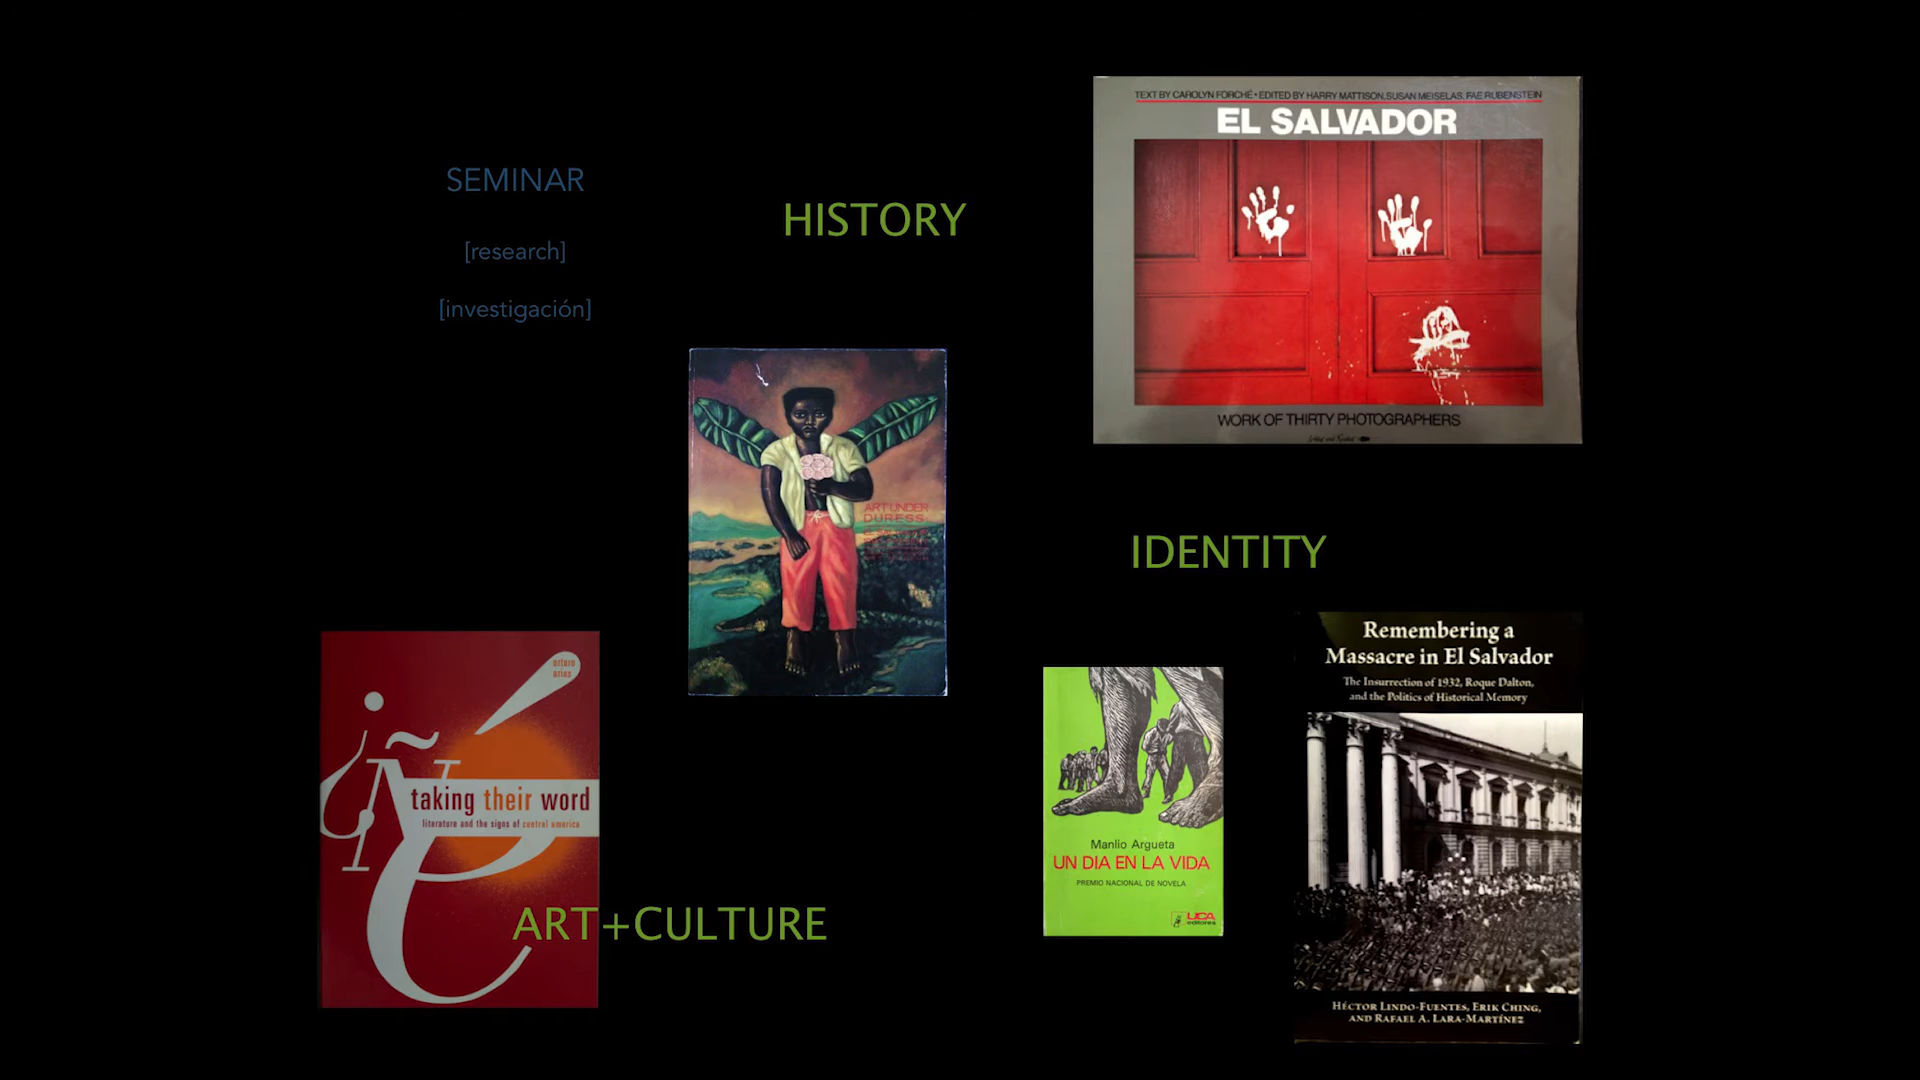 SEMINAR
[research]
[investigación]
HISTORY
TEXT BY CAROLYN FORCHÉ • EDITED BY HARRY MATTISON, SUSAN MEISELAS, FAE RUBENSTEIN
EL SALVADOR
WORK OF THIRTY PHOTOGRAPHERS
ART UNDER
DURESS:
IDENTITY
arturo
arias
taking their word
literature and the signs of central america
ART+CULTURE
Manlio Argueta
UN DIA EN LA VIDA
PREMIO NACIONAL DE NOVELA
UCA
editores
Remembering a
Massacre in El Salvador
The Insurrection of 1932, Roque Dalton,
and the Politics of Historical Memory
Héctor Lindo-Fuentes, Erik Ching,
and Rafael A. Lara-Martínez